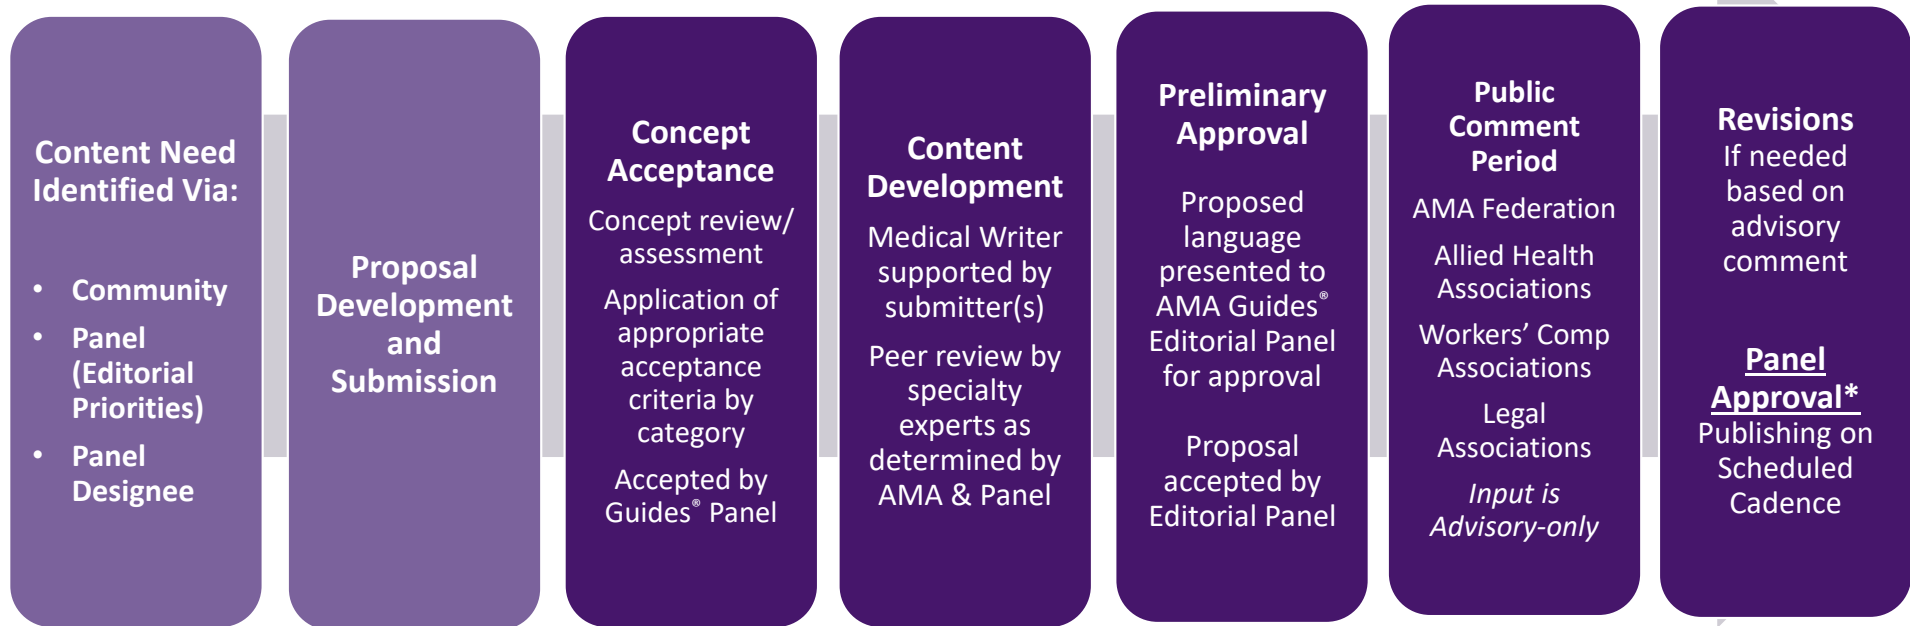 Content Need
Identified Via:
• Community
• Panel
(Editorial
Priorities)
• Panel
Designee
Proposal
Development
and
Submission
Concept
Acceptance
Concept review/
assessment
Application of
appropriate
acceptance
criteria by
category
Accepted by
Guides® Panel
Content
Development
Medical Writer
supported by
submitter(s)
Peer review by
specialty
experts as
determined by
AMA & Panel
Preliminary
Approval
Proposed
language
presented to
AMA Guides®
Editorial Panel
for approval
Proposal
accepted by
Editorial Panel
Public
Comment
Period
AMA Federation
Allied Health
Associations
Workers’ Comp
Associations
Legal
Associations
Input is
Advisory-only
Revisions
If needed
based on
advisory
comment
Panel
Approval*
Publishing on
Scheduled
Cadence